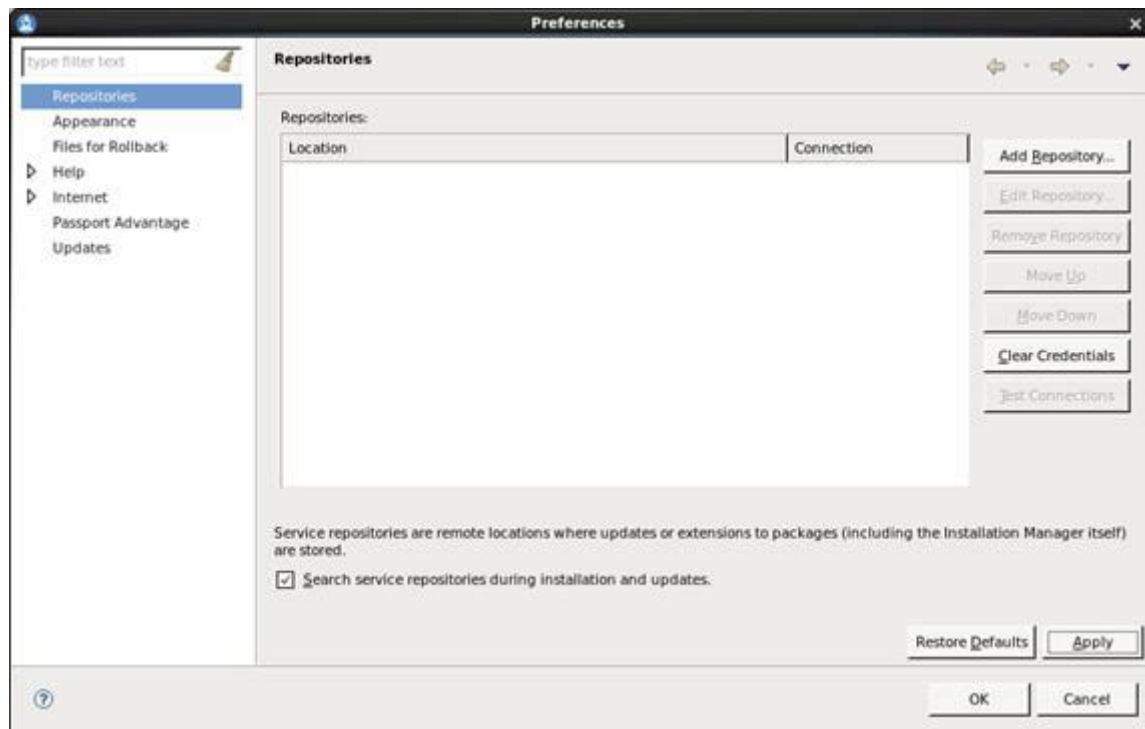 Preferences
type filter text
Repositories
Appearance
Files for Rollback
Help
Internet
Passport Advantage
Updates
Repositories
Repositories:
Location
Connection
Add Repository...
Edit Repository...
Remove Repository
Move Up
Move Down
Clear Credentials
Test Connections
Service repositories are remote locations where updates or extensions to packages (including the Installation Manager itself)
are stored.
Search service repositories during installation and updates.
Restore Defaults
Apply
OK
Cancel